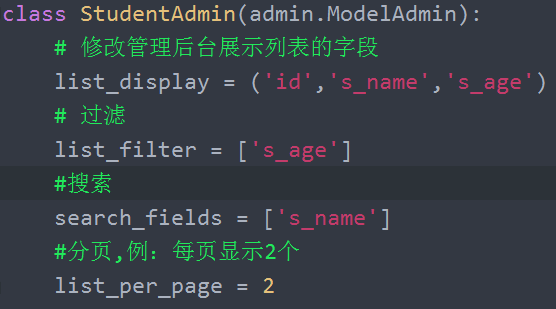 class StudentAdmin(admin.ModelAdmin):
    # 修改管理后台展示列表的字段
    list_display = ('id','s_name','s_age')
    # 过滤
    list_filter = ['s_age']
    #搜索
    search_fields = ['s_name']
    #分页,例：每页显示2个
    list_per_page = 2